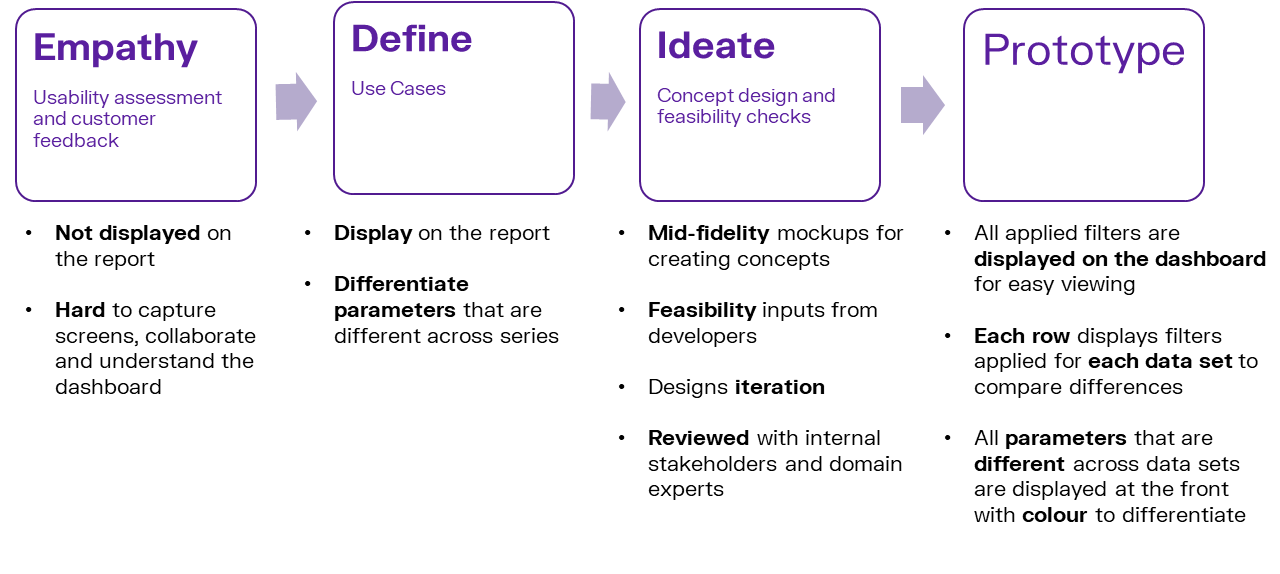 Empathy
Usability assessment
and customer
feedback
Define
Use Cases
Ideate
Concept design and
feasibility checks
Prototype
• Not displayed on
the report
• Hard to capture
screens, collaborate
and understand the
dashboard
• Display on the report
• Differentiate
parameters that are
different across series
• Mid-fidelity mockups for
creating concepts
• Feasibility inputs from
developers
• Designs iteration
• Reviewed with internal
stakeholders and domain
experts
• All applied filters are
displayed on the dashboard
for easy viewing
• Each row displays filters
applied for each data set to
compare differences
• All parameters that are
different across data sets
are displayed at the front
with colour to differentiate